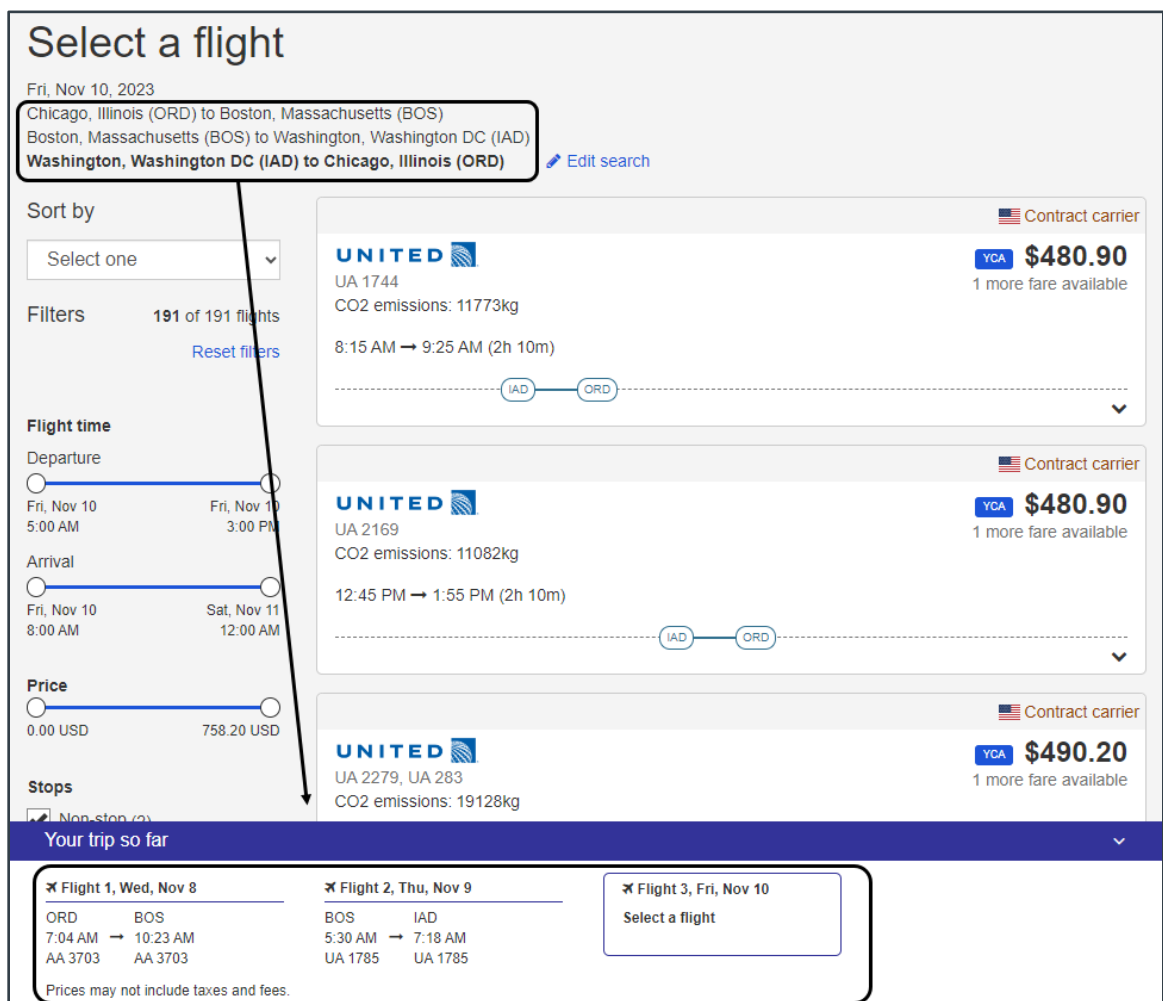 Select a flight
Fri, Nov 10, 2023
Chicago, Illinois (ORD) to Boston, Massachusetts (BOS)
Boston, Massachusetts (BOS) to Washington, Washington DC (IAD)
Washington, Washington DC (IAD) to Chicago, Illinois (ORD) Edit search
Sort by
Select one
Filters 191 of 191 flights
Reset filters
Flight time
Departure
Fri, Nov 10 Fri, Nov 10
5:00 AM 3:00 PM
Arrival
Fri, Nov 10 Sat, Nov 11
8:00 AM 12:00 AM
Price
0.00 USD 758.20 USD
Stops
Non-stop (2)
Contract carrier
UNITED YCA $480.90
UA 1744 1 more fare available
CO2 emissions: 11773kg
8:15 AM → 9:25 AM (2h 10m)
IAD ORD
Contract carrier
UNITED YCA $480.90
UA 2169 1 more fare available
CO2 emissions: 11082kg
12:45 PM → 1:55 PM (2h 10m)
IAD ORD
Contract carrier
UNITED YCA $490.20
UA 2279, UA 283 1 more fare available
CO2 emissions: 19128kg
Your trip so far
Flight 1, Wed, Nov 8
ORD BOS
7:04 AM → 10:23 AM
AA 3703 AA 3703
Flight 2, Thu, Nov 9
BOS IAD
5:30 AM → 7:18 AM
UA 1785 UA 1785
Flight 3, Fri, Nov 10
Select a flight
Prices may not include taxes and fees.